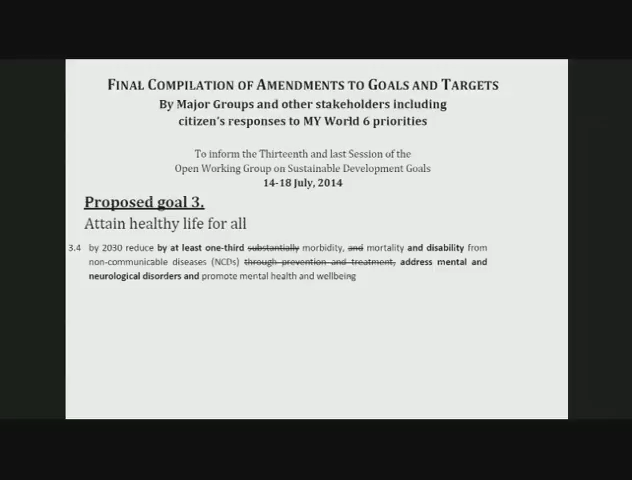 FINAL COMPILATION OF AMENDMENTS TO GOALS AND TARGETS
By Major Groups and other stakeholders including
citizen's responses to MY World 6 priorities
To inform the Thirteenth and last Session of the
Open Working Group on Sustainable Development Goals
14-18 July, 2014
Proposed goal 3.
Attain healthy life for all
3.4 by 2030 reduce by at least one-third substantially morbidity, and mortality and disability from
non-communicable diseases (NCDs) through prevention and treatment, address mental and
neurological disorders and promote mental health and wellbeing